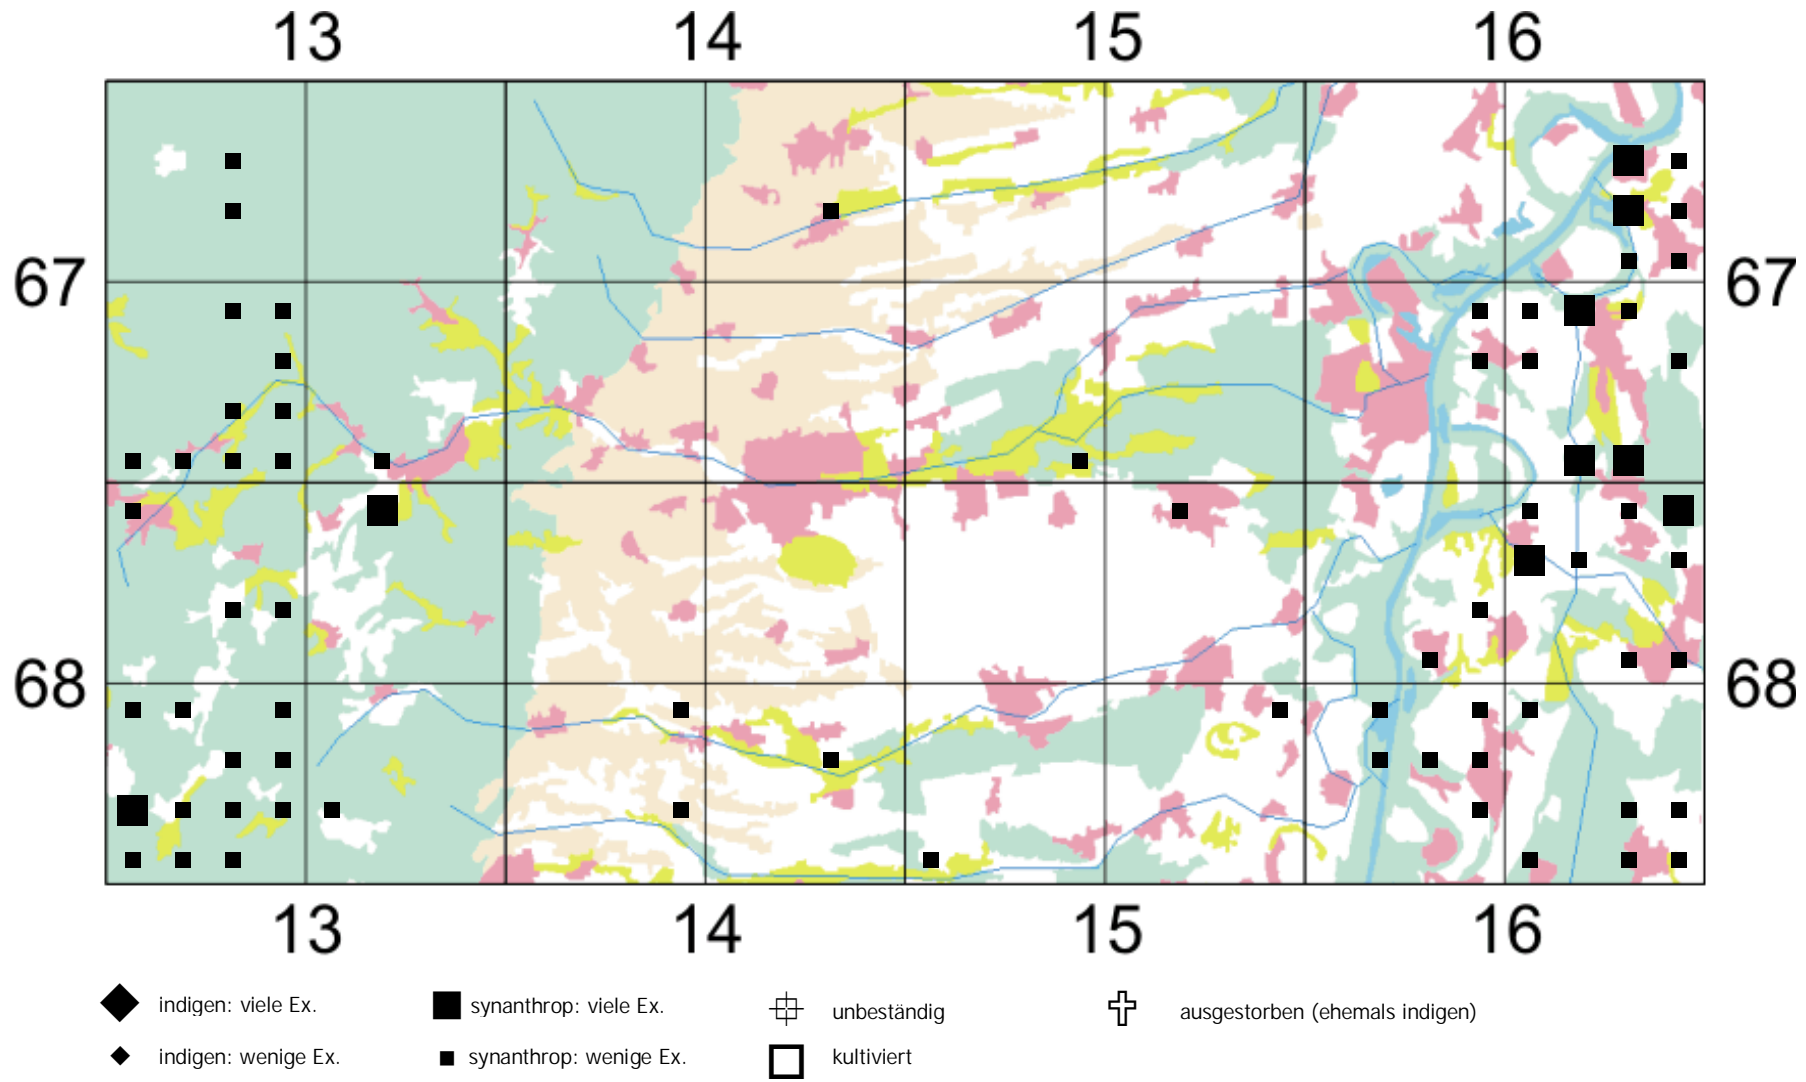 13 14 15 16
67 67
68 68
13 14 15 16
indigen: viele Ex. synanthrop: viele Ex. unbeständig ausgestorben (ehemals indigen)
indigen: wenige Ex. synanthrop: wenige Ex. kultiviert